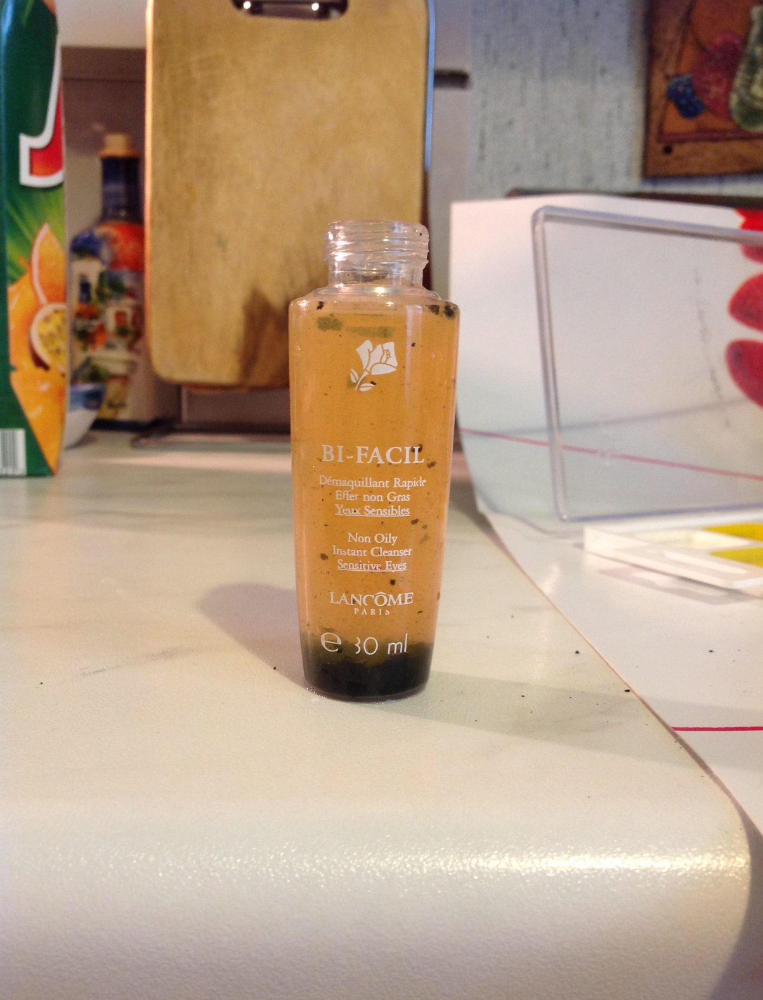 BI-FACIL
Démaquillant Rapide
Effet non Gras
Yeux Sensibles
Non Oily
Instant Cleanser
Sensitive Eyes
LANCÔME
PARIS
e 30 ml
J